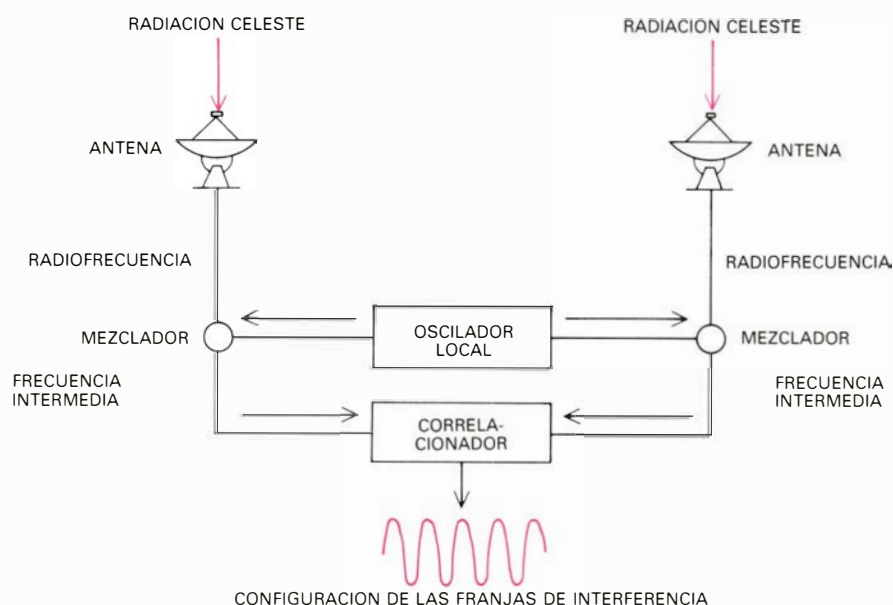 RADIACION CELESTE
RADIACION CELESTE
ANTENA
ANTENA
RADIOFRECUENCIA
RADIOFRECUENCIA
MEZCLADOR
OSCILADOR
LOCAL
MEZCLADOR
FRECUENCIA
INTERMEDIA
FRECUENCIA
INTERMEDIA
CORRELA-
CIONADOR
CONFIGURACION DE LAS FRANJAS DE INTERFERENCIA